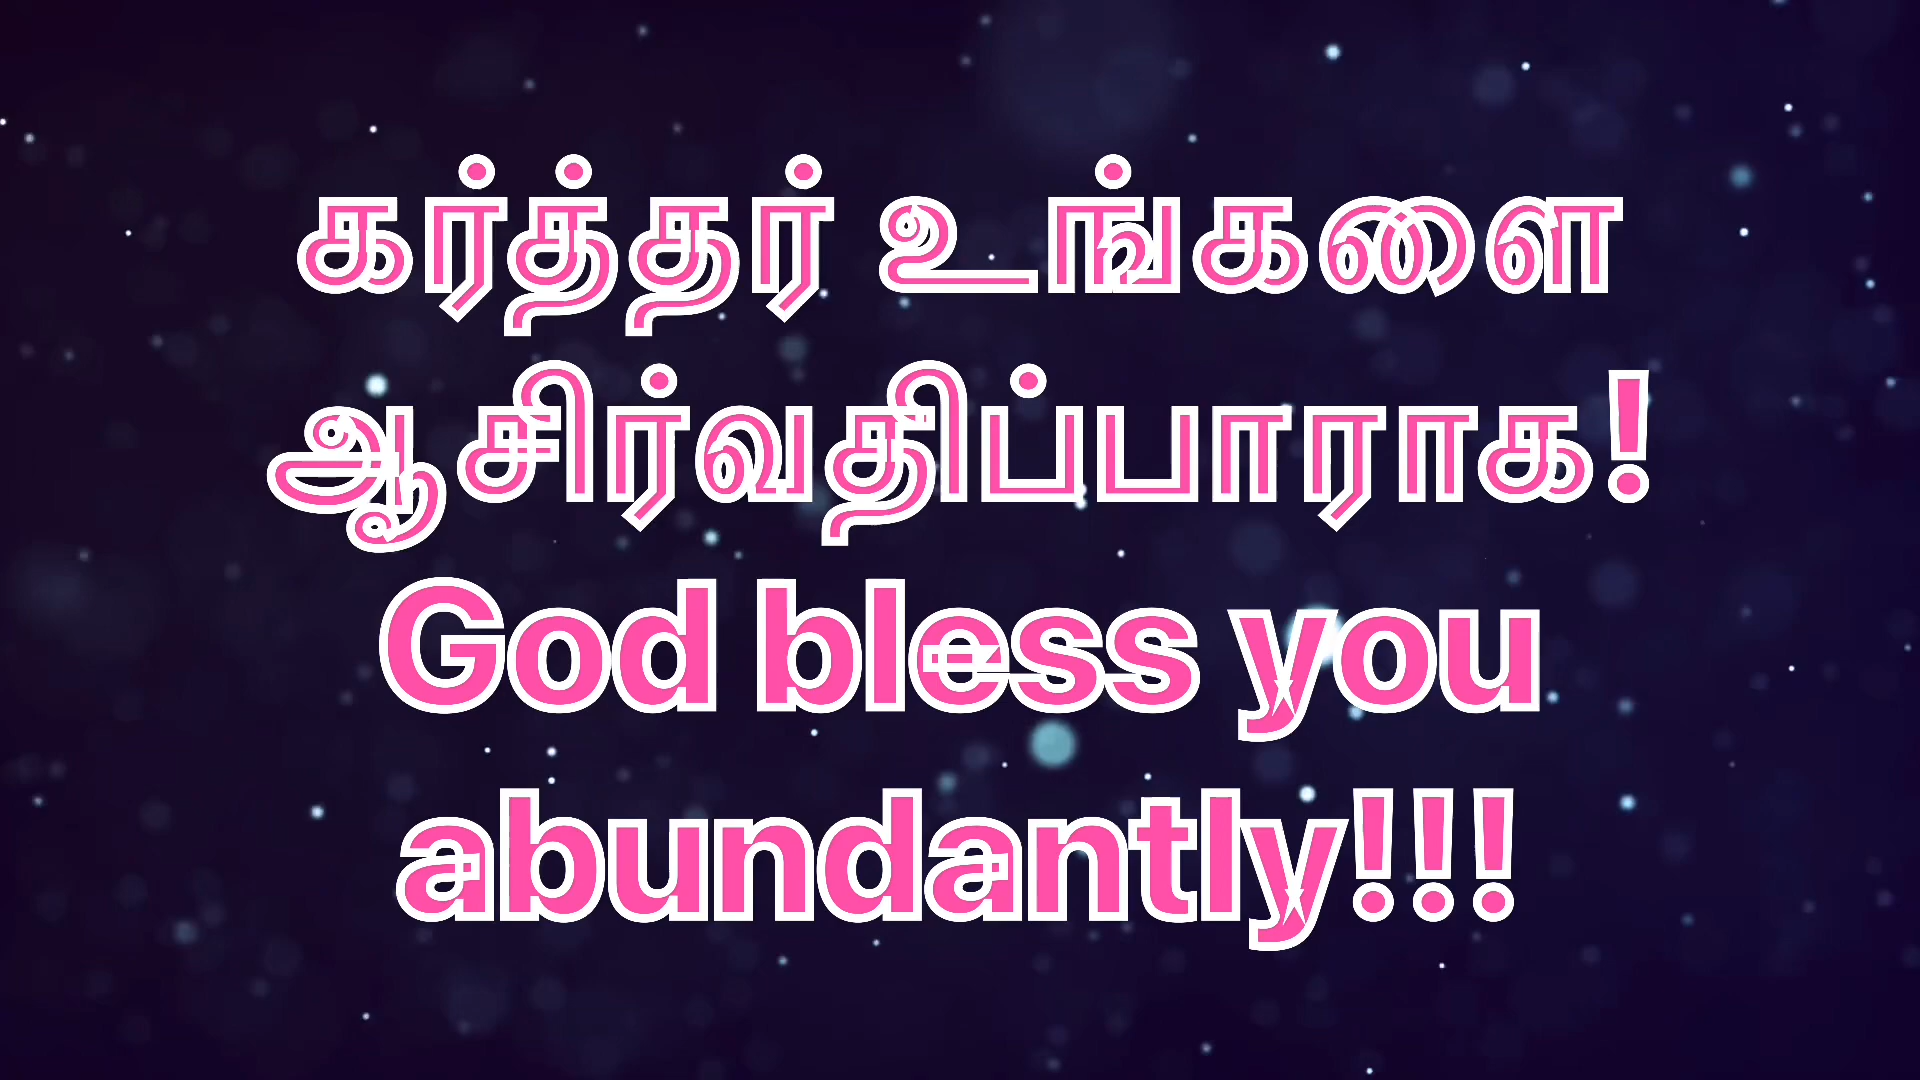 கர்த்தர் உங்களை
ஆசிர்வதிப்பாராக!
God bless you
abundantly!!!